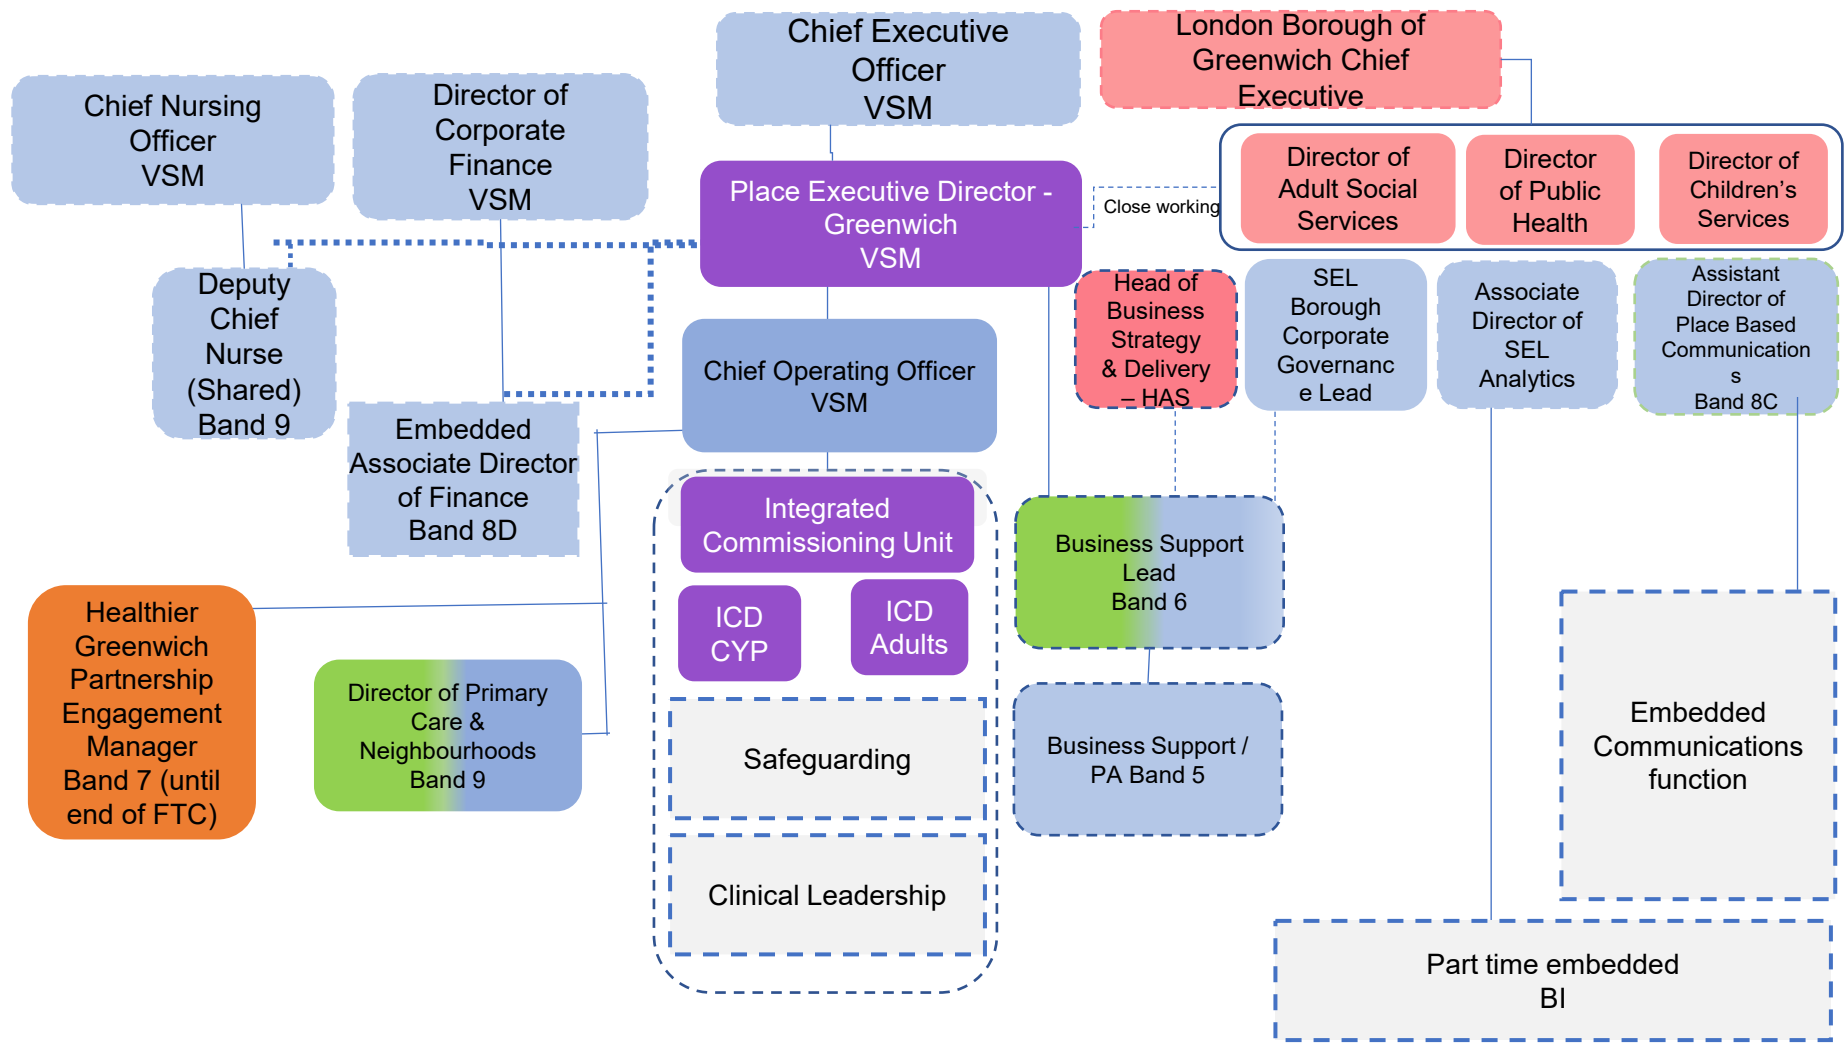 Chief Executive
Officer
VSM
London Borough of
Greenwich Chief
Executive
Chief Nursing
Officer
VSM
Director of
Corporate
Finance
VSM
Place Executive Director -
Greenwich
VSM
Close working
Director of
Adult Social
Services
Director
of Public
Health
Director of
Children’s
Services
Deputy
Chief
Nurse
(Shared)
Band 9
Chief Operating Officer
VSM
Head of
Business
Strategy
& Delivery
– HAS
SEL
Borough
Corporate
Governanc
e Lead
Associate
Director of
SEL
Analytics
Assistant
Director of
Place Based
Communication
s
Band 8C
Embedded
Associate Director
of Finance
Band 8D
Integrated
Commissioning Unit
ICD
CYP
ICD
Adults
Business Support
Lead
Band 6
Healthier
Greenwich
Partnership
Engagement
Manager
Band 7 (until
end of FTC)
Director of Primary
Care &
Neighbourhoods
Band 9
Safeguarding
Business Support /
PA Band 5
Embedded
Communications
function
Clinical Leadership
Part time embedded
BI